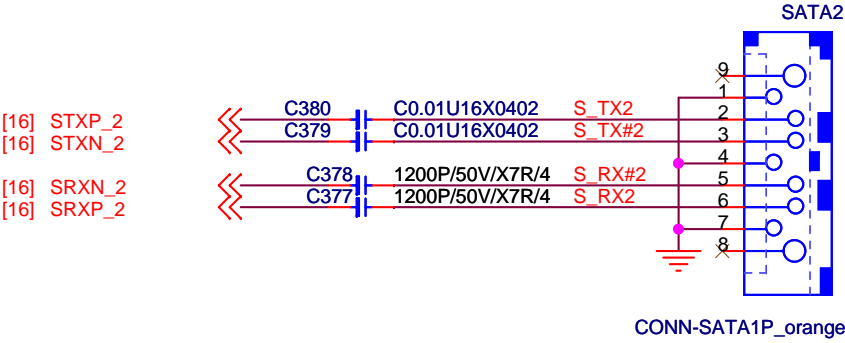 SATA2
9
1
C380 C0.01U16X0402 S_TX2 2
[16] STXP_2
C379 C0.01U16X0402 S_TX#2 3
[16] STXN_2
4
C378 1200P/50V/X7R/4 S_RX#2 5
[16] SRXN_2
C377 1200P/50V/X7R/4 S_RX2 6
[16] SRXP_2
7
8
CONN-SATA1P_orange